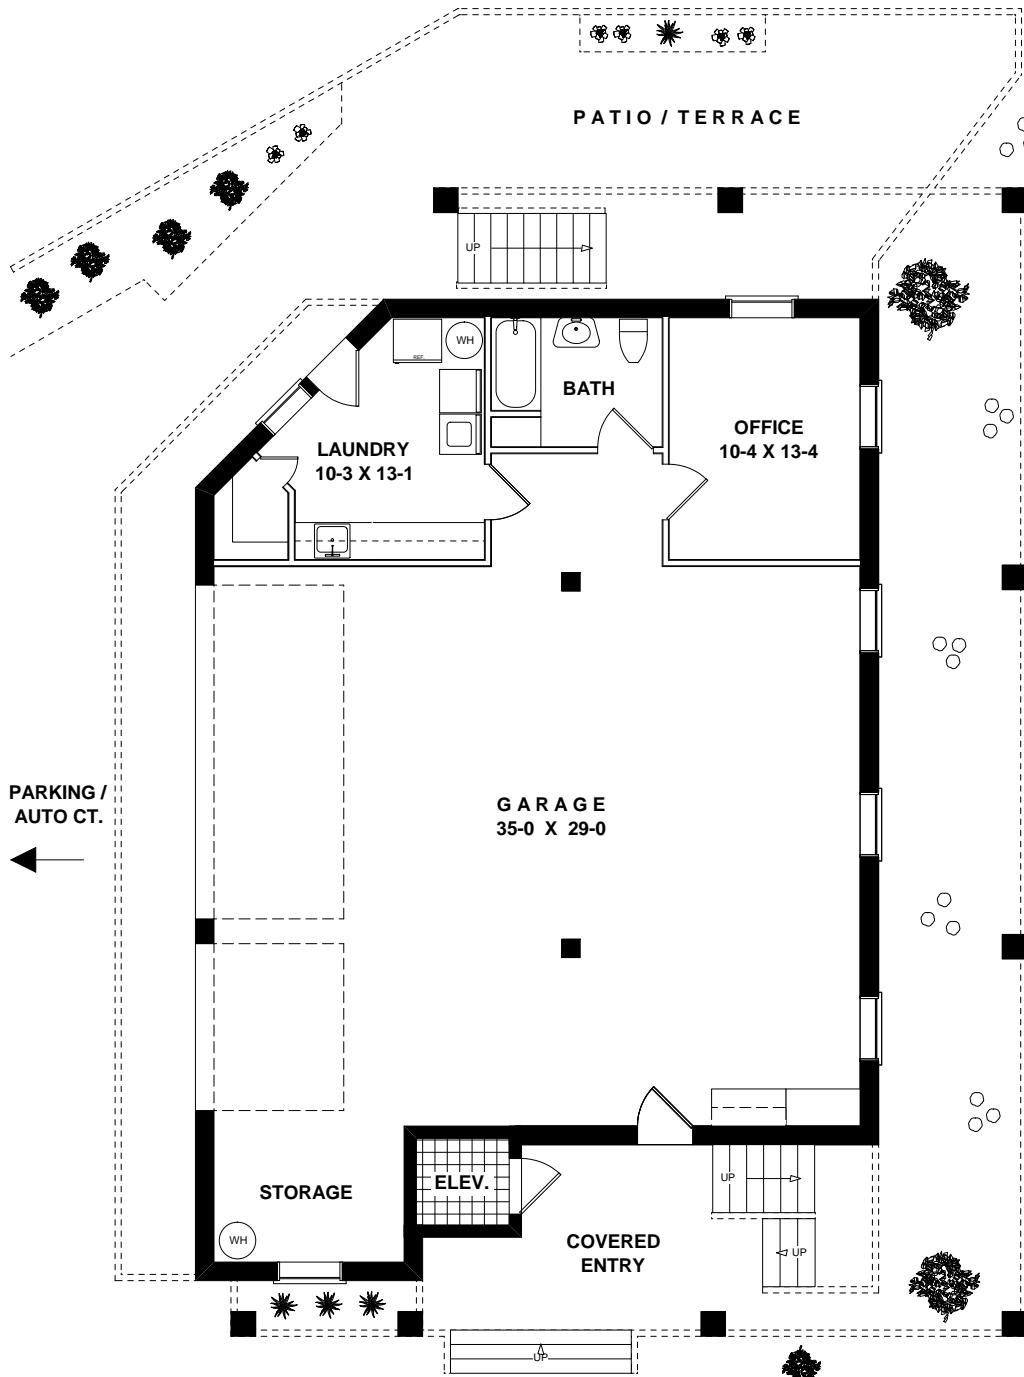 PATIO / TERRACE
UP
REF.
WH
BATH
OFFICE
10-4 X 13-4
LAUNDRY
10-3 X 13-1
PARKING /
AUTO CT.
GARAGE
35-0 X 29-0
STORAGE
ELEV.
UP
WH
COVERED
ENTRY
UP
UP